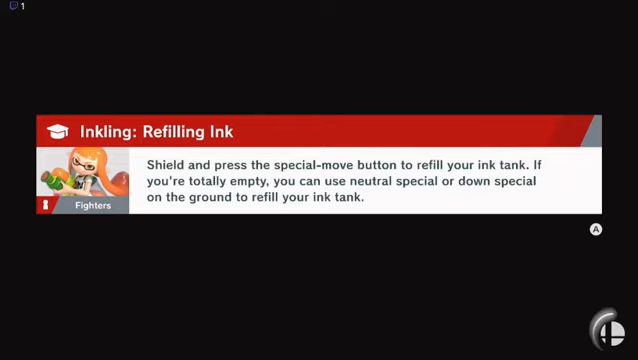 1
Inkling: Refilling Ink
Shield and press the special-move button to refill your ink tank. If
you're totally empty, you can use neutral special or down special
on the ground to refill your ink tank.
Fighters
A